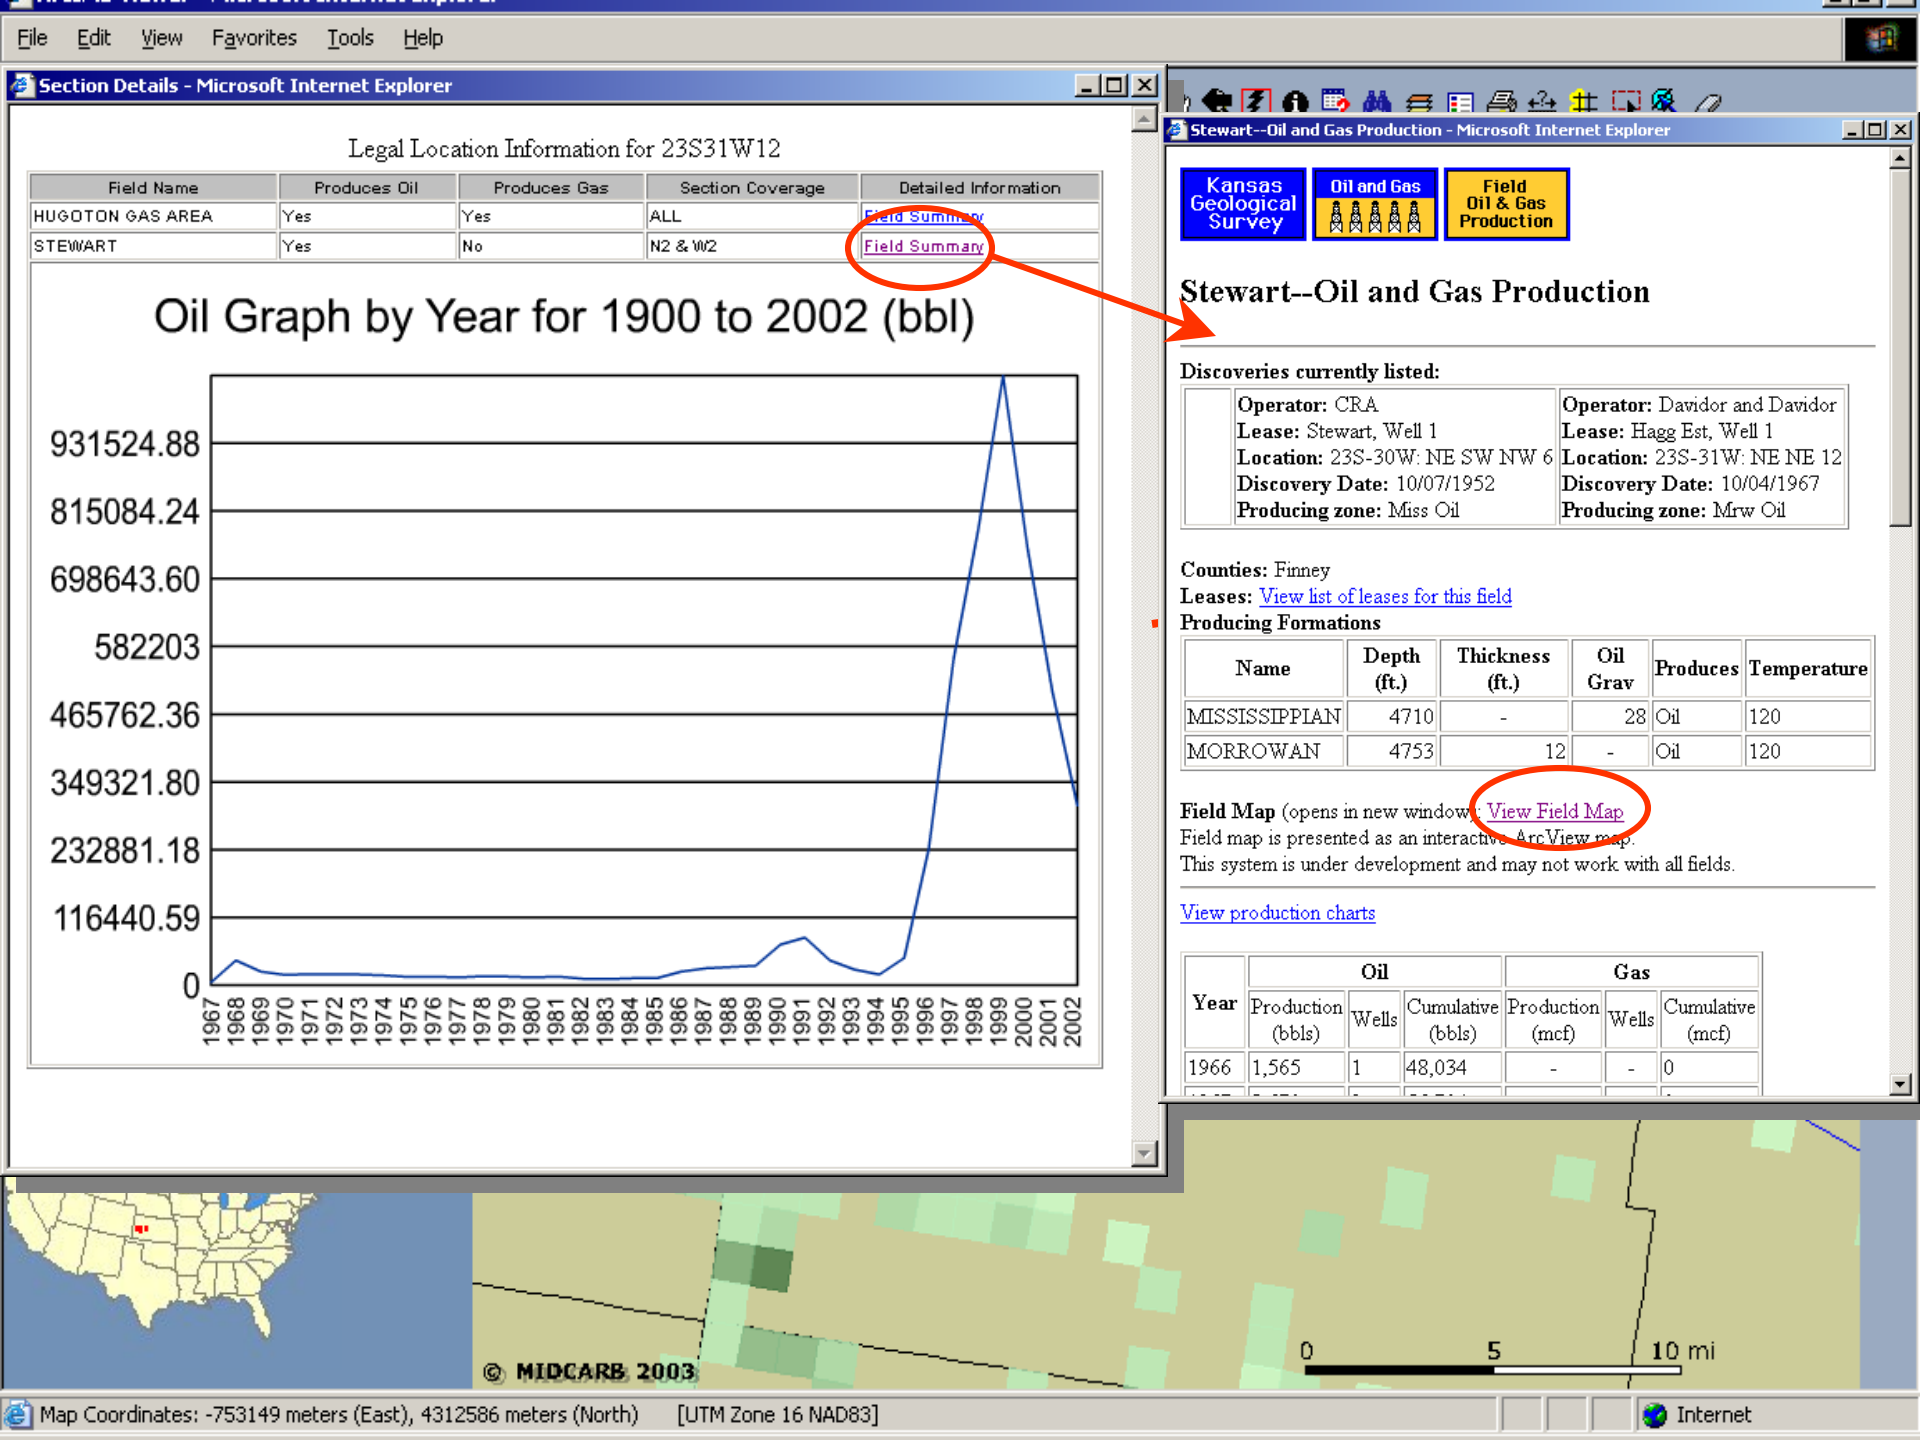 File Edit View Favorites Tools Help
Section Details - Microsoft Internet Explorer
Legal Location Information for 23S31W12
Field Name Produces Oil Produces Gas Section Coverage Detailed Information
HUGOTON GAS AREA Yes Yes ALL Field Summary
STEWART Yes No N2 & W2 Field Summary
Oil Graph by Year for 1900 to 2002 (bbl)
931524.88
815084.24
698643.60
582203
465762.36
349321.80
232881.18
116440.59
0
1967 1968 1969 1970 1971 1972 1973 1974 1975 1976 1977 1978 1979 1980 1981 1982 1983 1984 1985 1986 1987 1988 1989 1990 1991 1992 1993 1994 1995 1996 1997 1998 1999 2000 2001 2002
Stewart--Oil and Gas Production - Microsoft Internet Explorer
Kansas Geological Survey
Oil and Gas
Field Oil & Gas Production
Stewart--Oil and Gas Production
Discoveries currently listed:
Operator: CRA
Lease: Stewart, Well 1
Location: 23S-30W: NE SW NW 6
Discovery Date: 10/07/1952
Producing zone: Miss Oil
Operator: Davidor and Davidor
Lease: Hagg Est, Well 1
Location: 23S-31W: NE NE 12
Discovery Date: 10/04/1967
Producing zone: Mrw Oil
Counties: Finney
Leases: View list of leases for this field
Producing Formations
Name Depth (ft.) Thickness (ft.) Oil Grav Produces Temperature
MISSISSIPPIAN 4710 - 28 Oil 120
MORROWAN 4753 12 - Oil 120
Field Map (opens in new window): View Field Map
Field map is presented as an interactive ArcView map.
This system is under development and may not work with all fields.
View production charts
Year Oil Gas
Production (bbls) Wells Cumulative (bbls) Production (mcf) Wells Cumulative (mcf)
1966 1,565 1 48,034 - - 0
© MIDCARB 2003
0 5 10 mi
Map Coordinates: -753149 meters (East), 4312586 meters (North) [UTM Zone 16 NAD83]
Internet